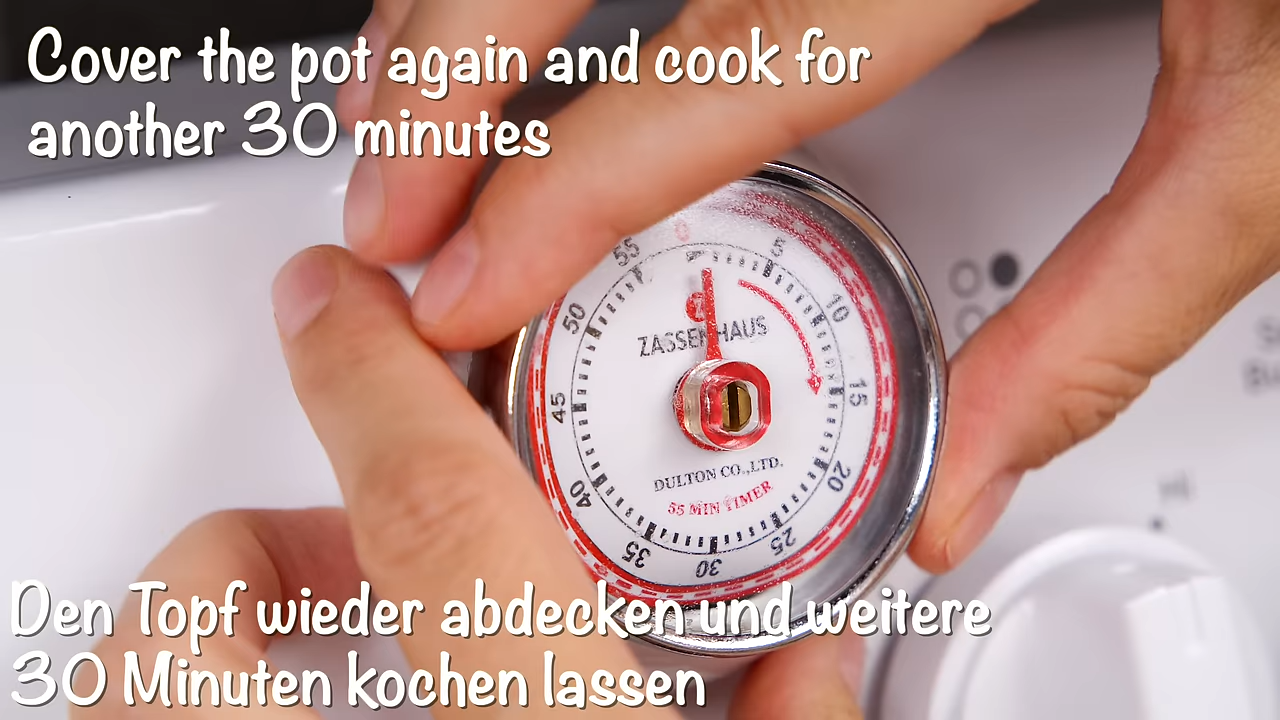 Cover the pot again and cook for
another 30 minutes
55
0
5
50
10
ZASSENHAUS
45
15
DULTON CO.,LTD.
55 MIN TIMER
40
20
35
30
25
Hi
Den Topf wieder abdecken und weitere
30 Minuten kochen lassen